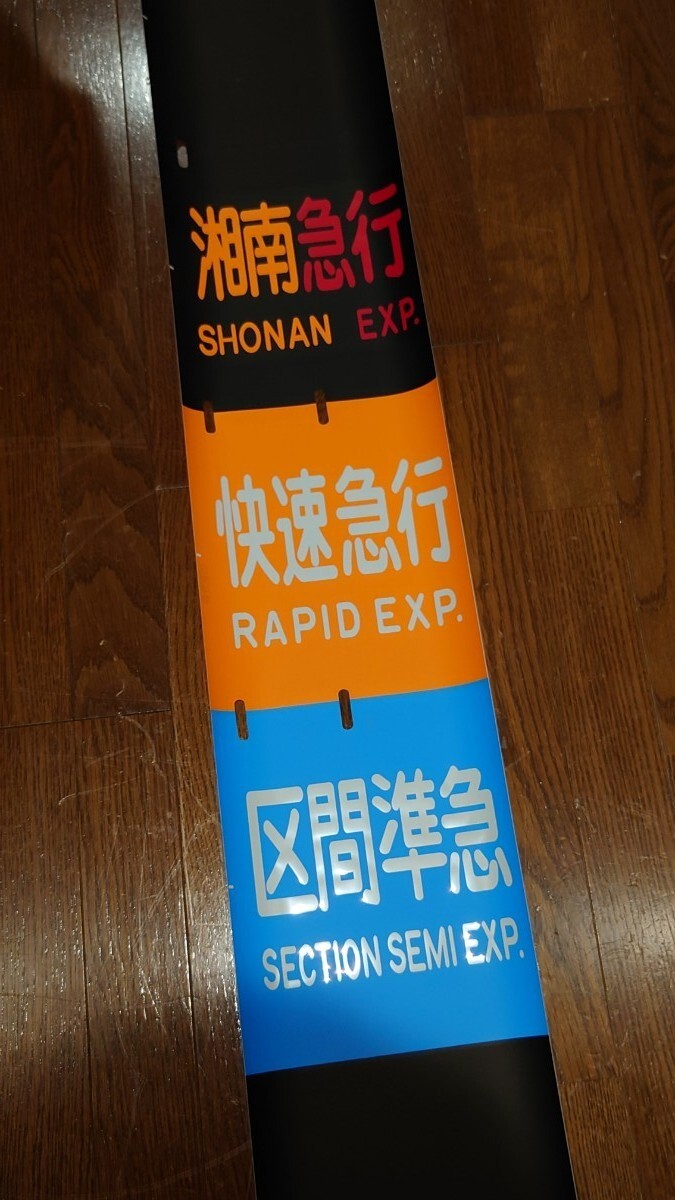 湘南急行
SHONAN EXP.
快速急行
RAPID EXP.
区間準急
SECTION SEMI EXP.